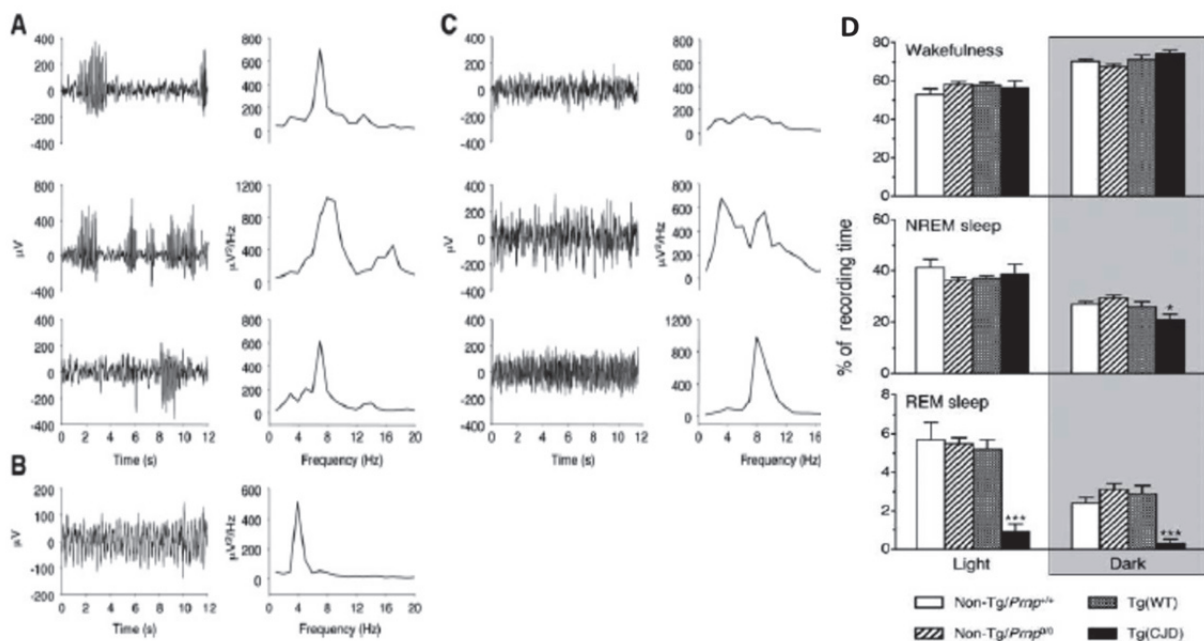 A
C
D
400
200
0
-200
-400
800
600
400
200
0
400
200
0
-200
-400
800
600
400
200
0
80
60
40
20
0
Wakefulness
800
400
0
-400
μV
1200
800
400
0
μV²/Hz
400
200
0
-200
-400
μV
800
600
400
200
0
μV²/Hz
60
40
20
0
NREM sleep
% of recording time
*
400
200
0
-200
-400
0 2 4 6 8 10 12
Time (s)
800
600
400
200
0
0 4 8 12 16 20
Frequency (Hz)
400
200
0
-200
-400
0 2 4 6 8 10 12
Time (s)
1200
800
400
0
0 4 8 12 16
Frequency (Hz)
8
6
4
2
0
REM sleep
***
***
Light Dark
B
200
100
0
-100
-200
μV
0 2 4 6 8 10 12
Time (s)
800
600
400
200
0
μV²/Hz
0 4 8 12 16 20
Frequency (Hz)
Non-Tg/Prnp+/+ Tg(WT)
Non-Tg/Prnp0/0 Tg(CJD)